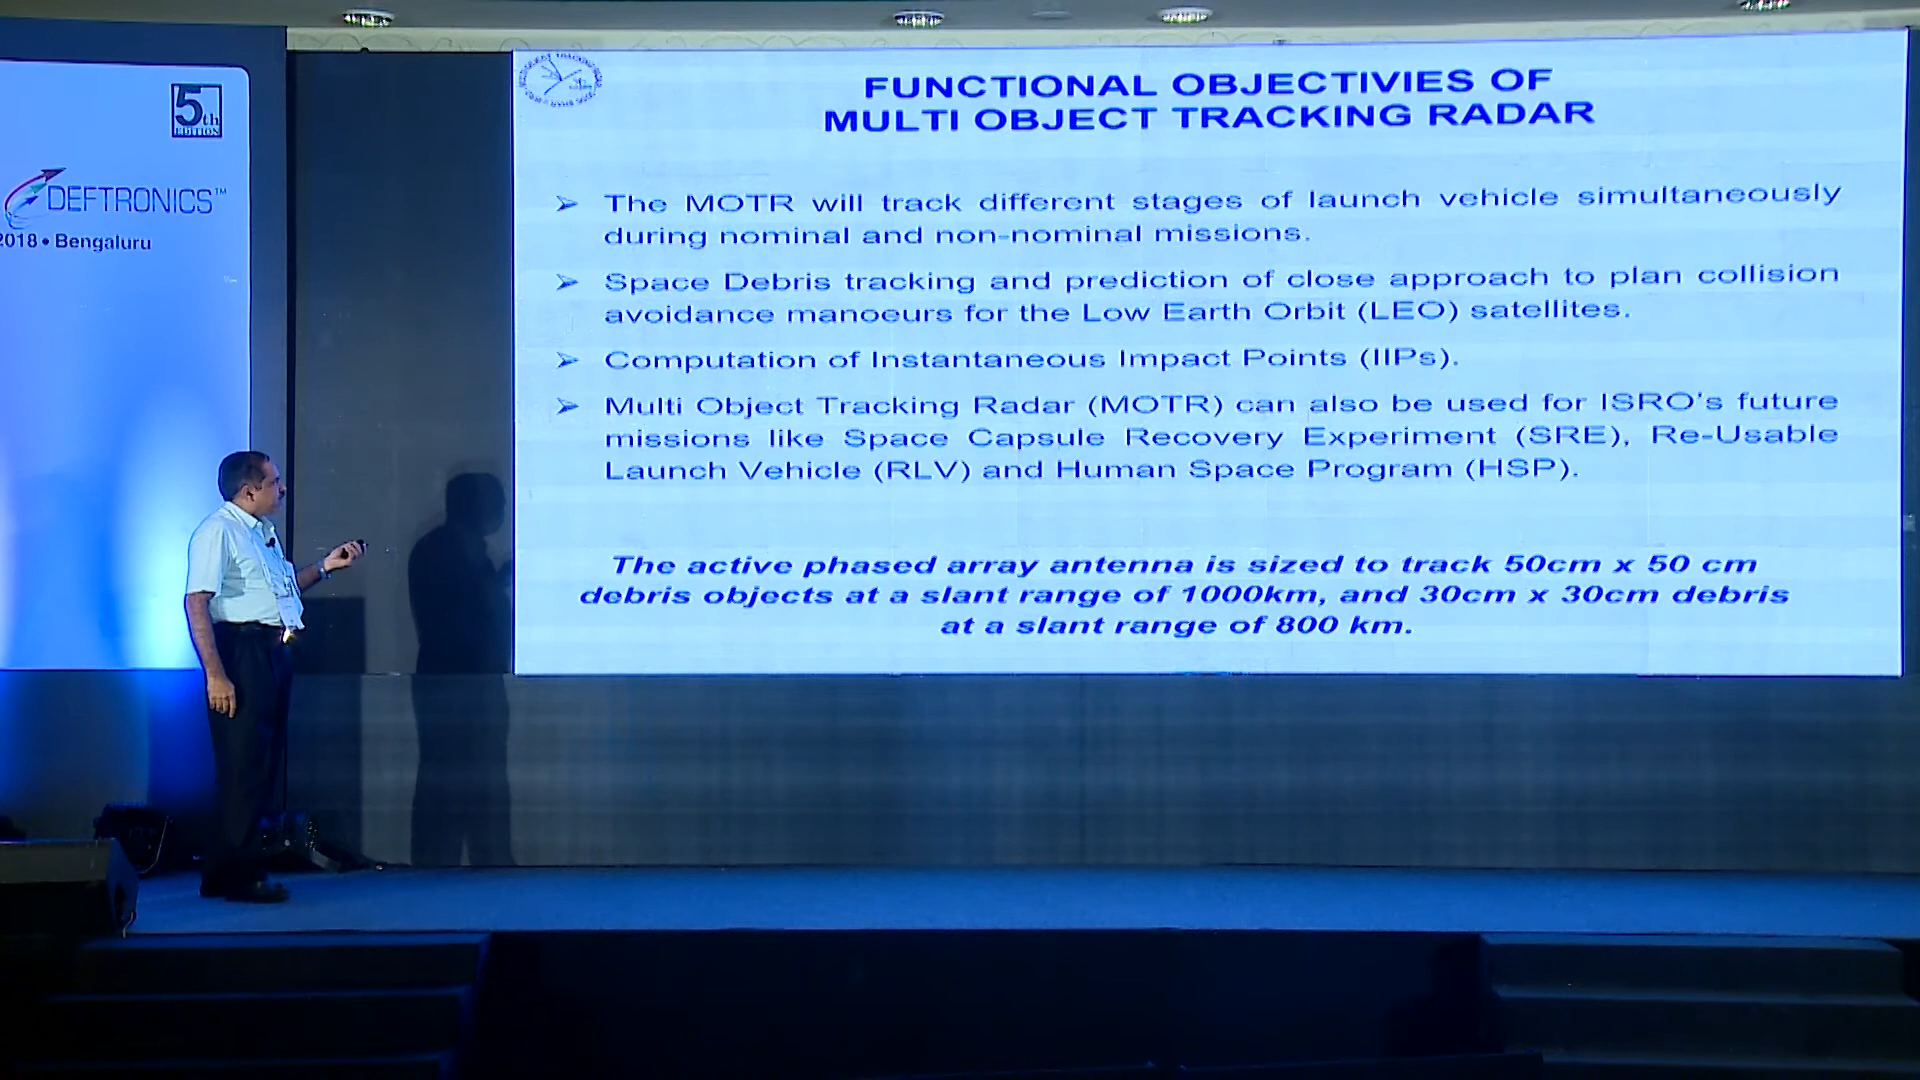 5th
EDITION
DEFTRONICS™
2018 • Bengaluru
FUNCTIONAL OBJECTIVIES OF
MULTI OBJECT TRACKING RADAR
➢ The MOTR will track different stages of launch vehicle simultaneously
during nominal and non-nominal missions.
➢ Space Debris tracking and prediction of close approach to plan collision
avoidance manoeurs for the Low Earth Orbit (LEO) satellites.
➢ Computation of Instantaneous Impact Points (IIPs).
➢ Multi Object Tracking Radar (MOTR) can also be used for ISRO's future
missions like Space Capsule Recovery Experiment (SRE), Re-Usable
Launch Vehicle (RLV) and Human Space Program (HSP).
The active phased array antenna is sized to track 50cm x 50 cm
debris objects at a slant range of 1000km, and 30cm x 30cm debris
at a slant range of 800 km.